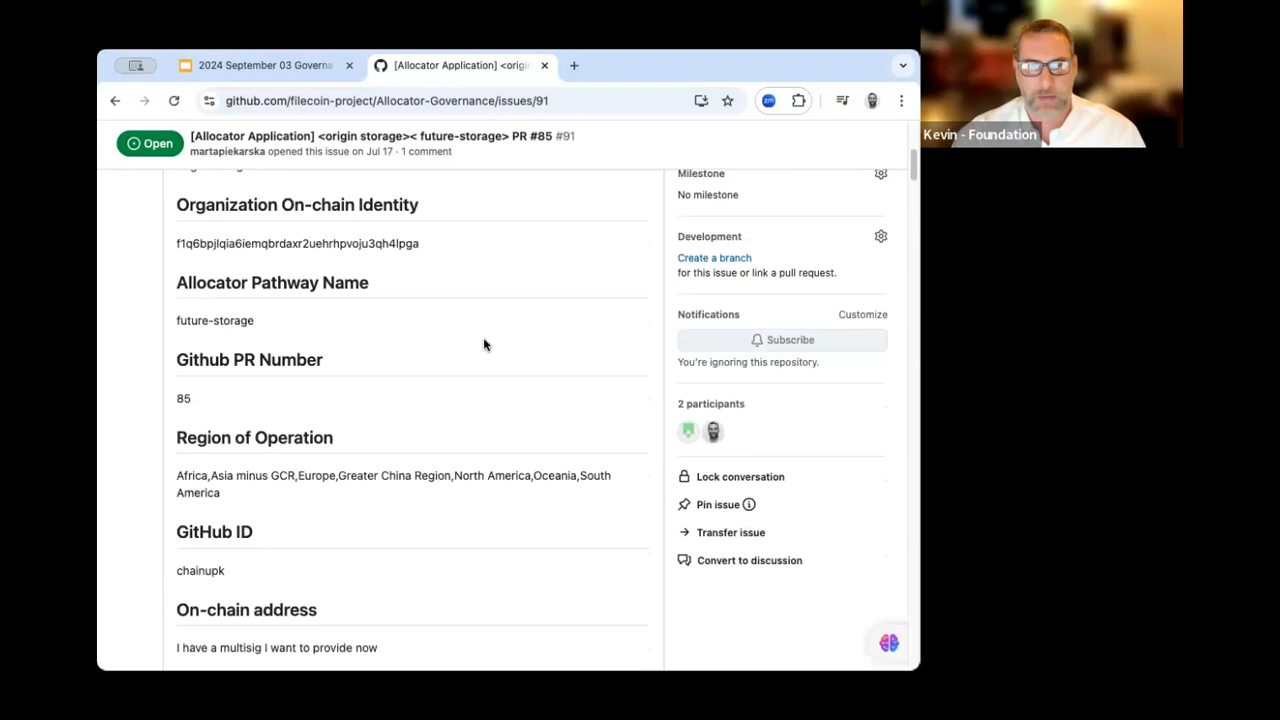 2024 September 03 Governa
[Allocator Application] <origi
github.com/filecoin-project/Allocator-Governance/issues/91
zm
Open
[Allocator Application] <origin storage>< future-storage> PR #85 #91
martapiekarska opened this issue on Jul 17 · 1 comment
Organization On-chain Identity
f1q6bpjlqia6iemqbrdaxr2uehrhpvoju3qh4lpga
Allocator Pathway Name
future-storage
Github PR Number
85
Region of Operation
Africa,Asia minus GCR,Europe,Greater China Region,North America,Oceania,South
America
GitHub ID
chainupk
On-chain address
I have a multisig I want to provide now
Milestone
No milestone
Development
Create a branch
for this issue or link a pull request.
Notifications
Customize
Subscribe
You're ignoring this repository.
2 participants
Lock conversation
Pin issue
Transfer issue
Convert to discussion
Kevin - Foundation